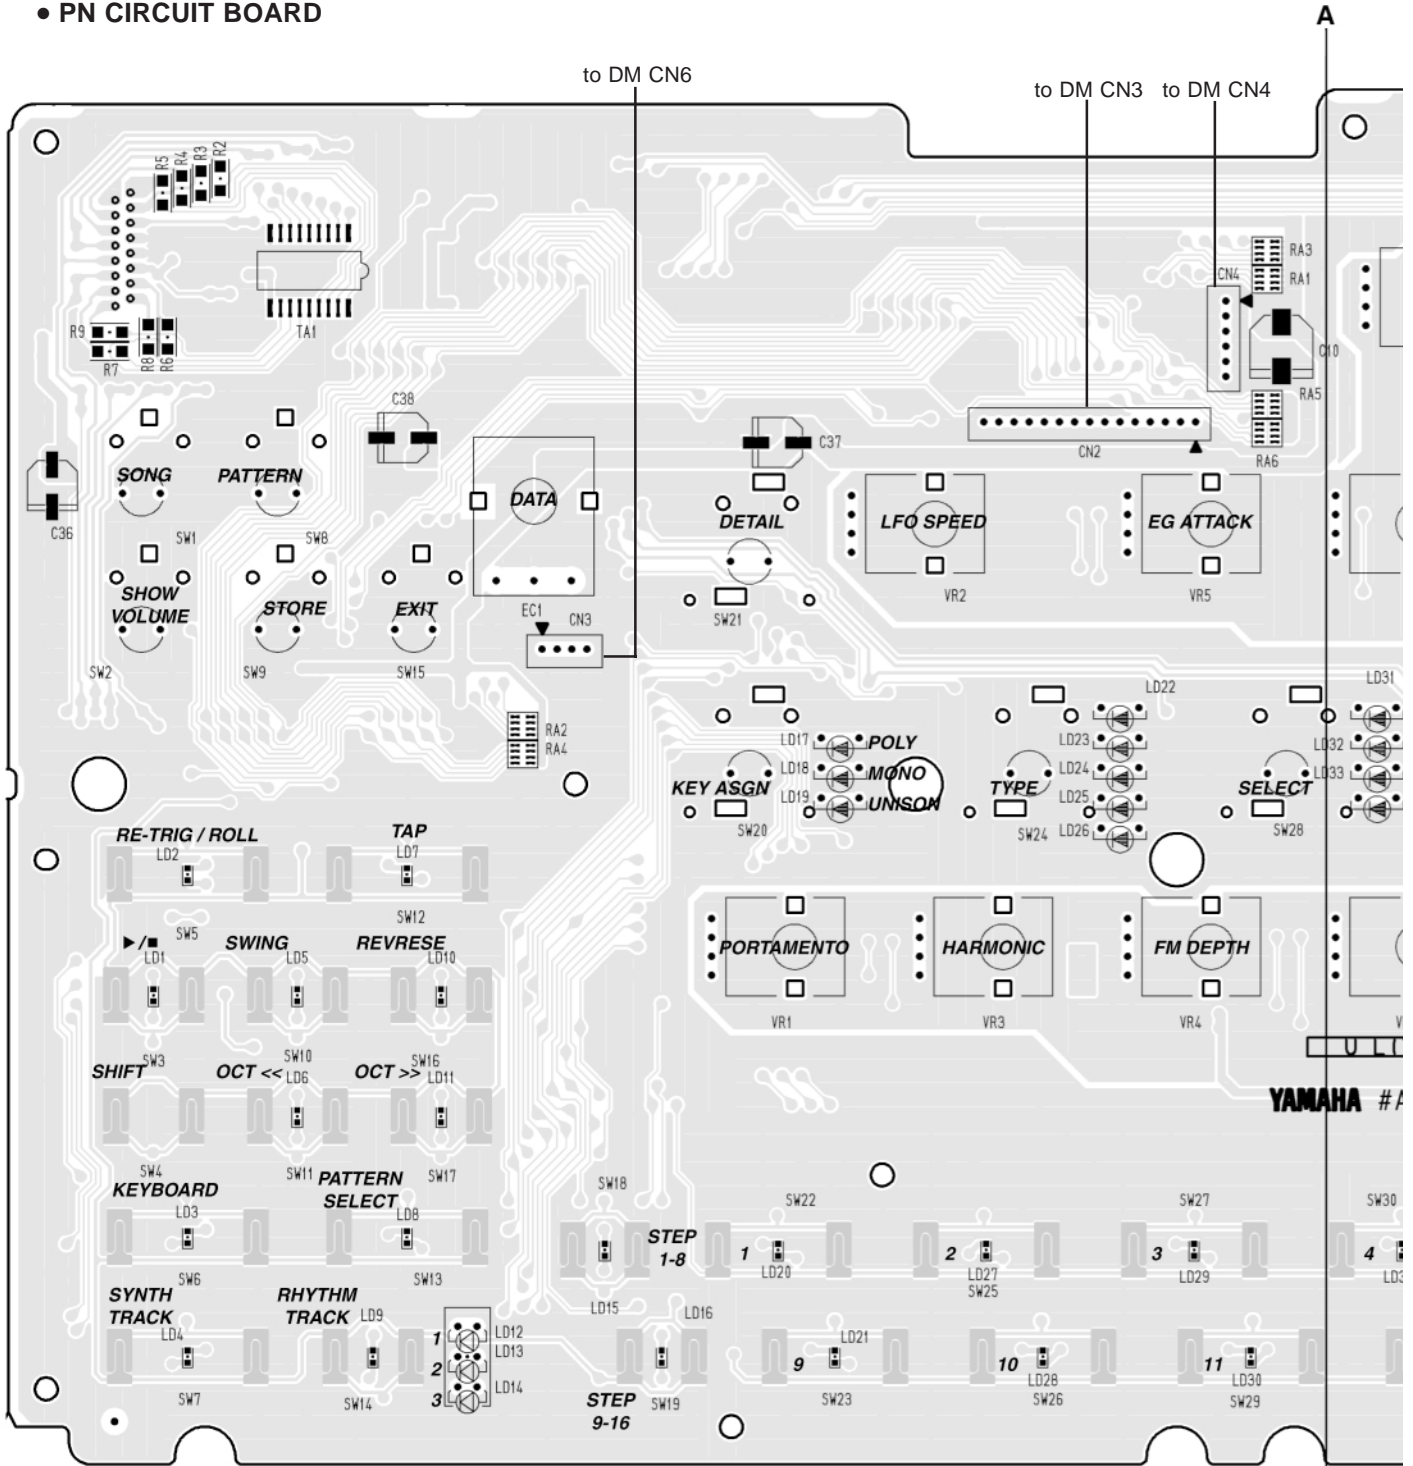 ● PN CIRCUIT BOARD
A
to DM CN6
to DM CN3
to DM CN4
R5
R4
R3
R2
TA1
R9
R7
R8
R6
RA3
RA1
CN4
C10
RA5
RA6
CN2
C38
C37
C36
SONG
PATTERN
DATA
DETAIL
LFO SPEED
EG ATTACK
SW1
SW8
SHOW
VOLUME
STORE
EXIT
EC1
CN3
SW21
VR2
VR5
SW2
SW9
SW15
RA2
RA4
LD22
LD31
LD17
POLY
LD23
LD32
LD18
MONO
LD24
LD33
KEY ASGN
LD19
UNISON
TYPE
LD25
SELECT
SW20
SW24
LD26
SW28
RE-TRIG / ROLL
TAP
LD2
LD7
SW5
SW12
▶/■
SWING
REVRESE
LD1
LD5
LD10
PORTAMENTO
HARMONIC
FM DEPTH
VR1
VR3
VR4
V
SW3
SW10
SW16
SHIFT
OCT <<
LD6
OCT >>
LD11
U L
YAMAHA #A
SW4
SW11
SW17
KEYBOARD
PATTERN
SELECT
LD3
LD8
SW18
SW22
SW27
SW30
STEP
1-8
1
2
3
4
LD20
LD27
LD29
LD3
SW25
SW6
SW13
SYNTH
TRACK
RHYTHM
TRACK
LD4
LD9
LD15
LD16
1
LD12
2
LD13
3
LD14
LD21
9
10
11
LD28
LD30
SW7
SW14
STEP
9-16
SW19
SW23
SW26
SW29